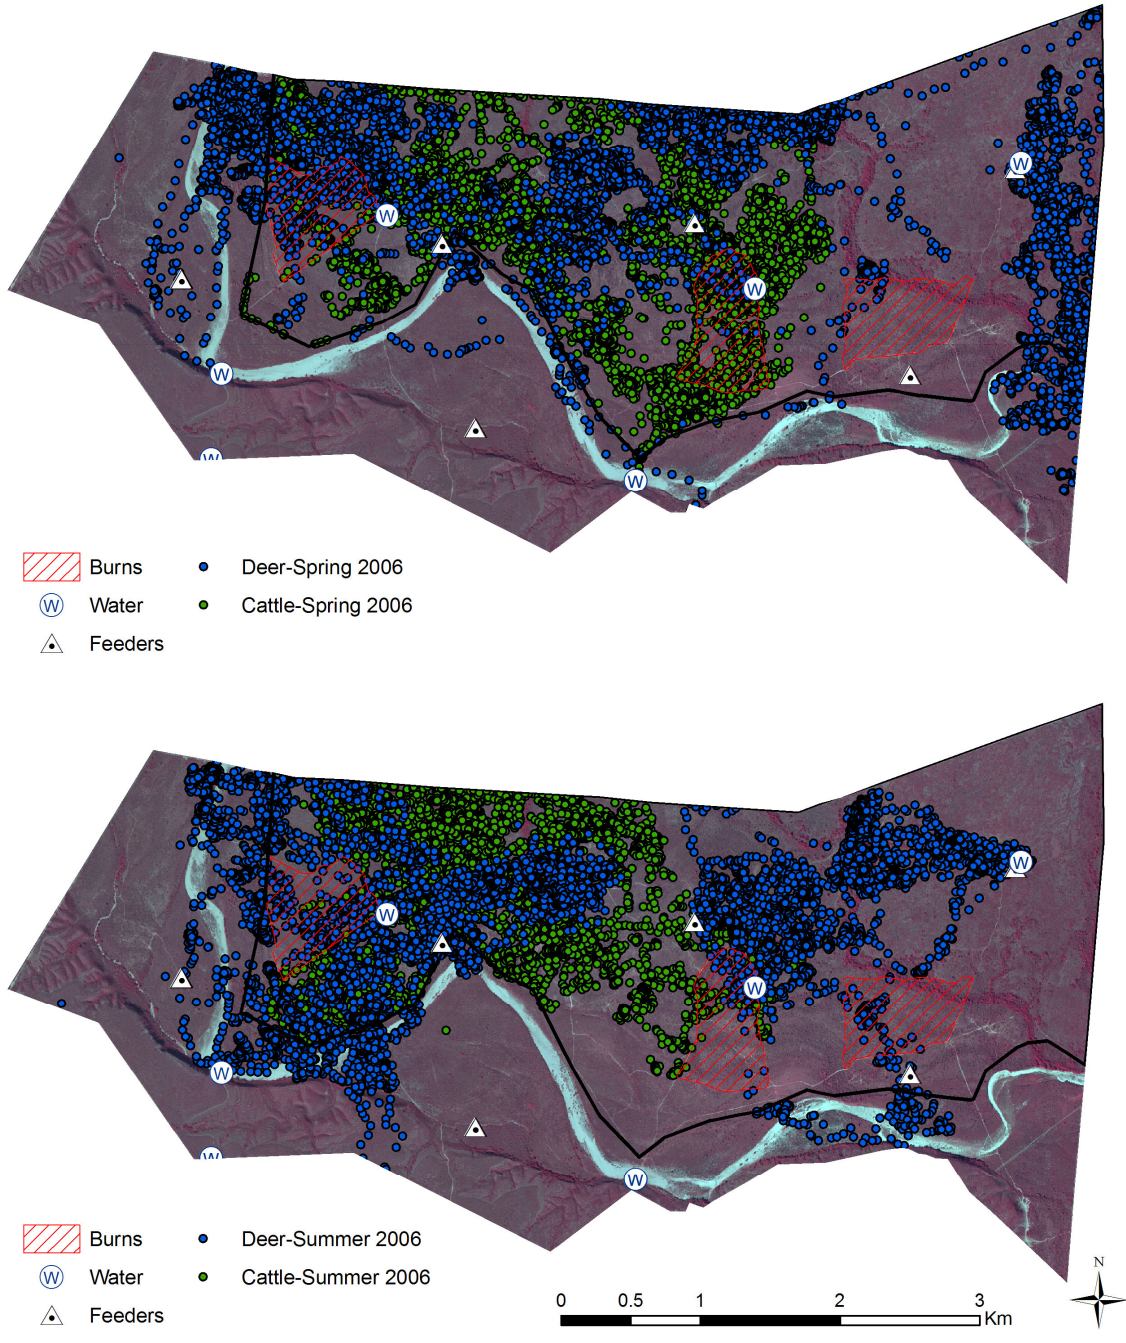 W
W
W
W
W
W
W
Burns
Deer-Spring 2006
W Water
Cattle-Spring 2006
Feeders
W
W
W
W
W
W
Burns
Deer-Summer 2006
W Water
Cattle-Summer 2006
Feeders
N
0 0.5 1 2 3
Km